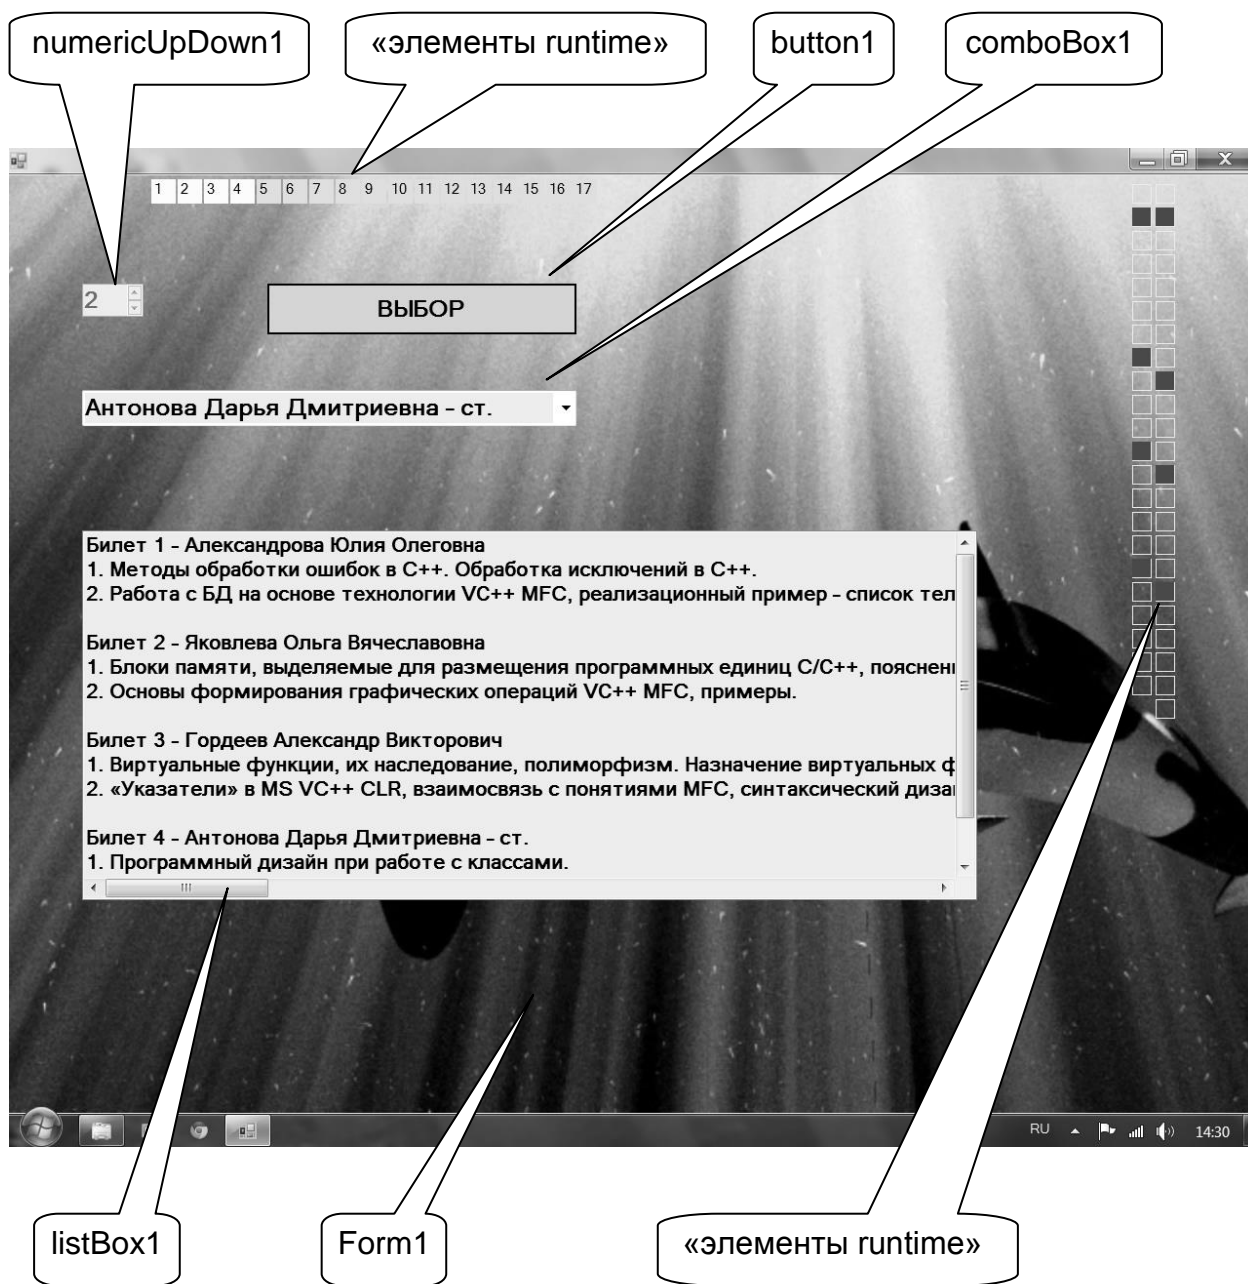 numericUpDown1
«элементы runtime»
button1
comboBox1
1 2 3 4 5 6 7 8 9 10 11 12 13 14 15 16 17
2
ВЫБОР
Антонова Дарья Дмитриевна – ст.
Билет 1 – Александрова Юлия Олеговна
1. Методы обработки ошибок в C++. Обработка исключений в C++.
2. Работа с БД на основе технологии VC++ MFC, реализационный пример – список тел
Билет 2 – Яковлева Ольга Вячеславовна
1. Блоки памяти, выделяемые для размещения программных единиц C/C++, пояснен
2. Основы формирования графических операций VC++ MFC, примеры.
Билет 3 – Гордеев Александр Викторович
1. Виртуальные функции, их наследование, полиморфизм. Назначение виртуальных ф
2. «Указатели» в MS VC++ CLR, взаимосвязь с понятиями MFC, синтаксический диза
Билет 4 – Антонова Дарья Дмитриевна – ст.
1. Программный дизайн при работе с классами.
RU 14:30
listBox1
Form1
«элементы runtime»